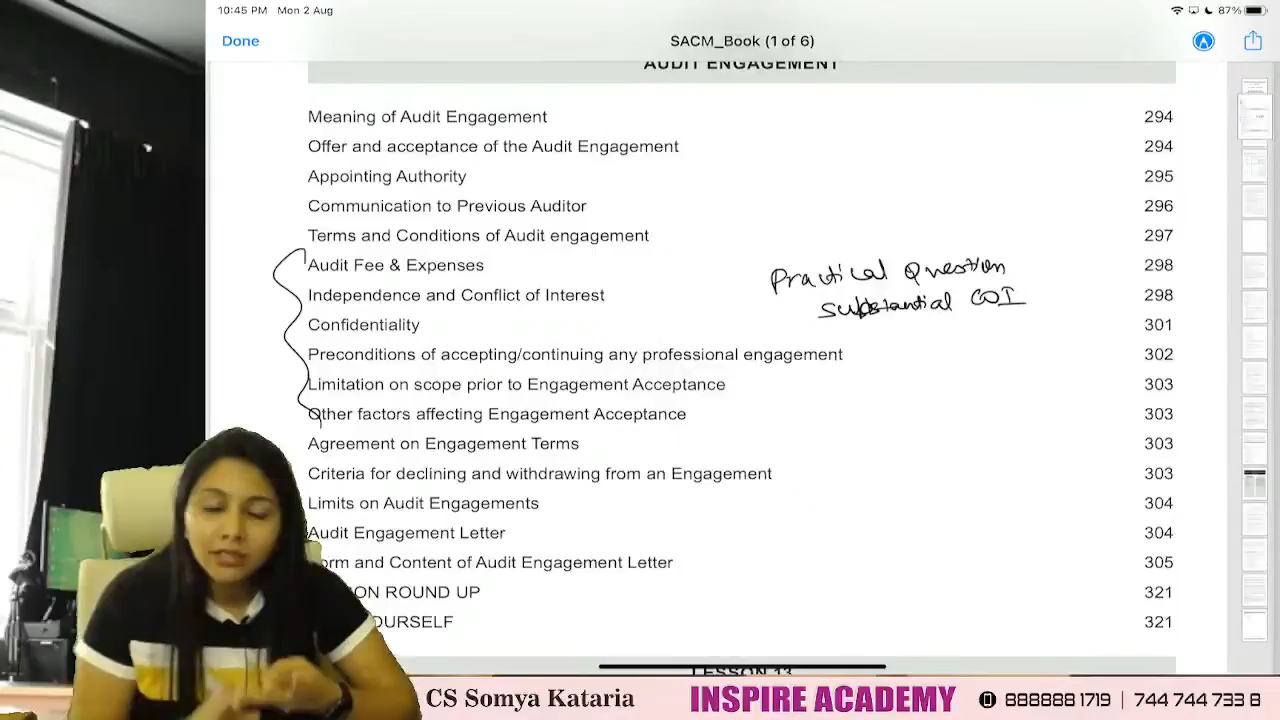 10:45 PM Mon 2 Aug
87%
Done
SACM_Book (1 of 6)
AUDIT ENGAGEMENT
Meaning of Audit Engagement 294
Offer and acceptance of the Audit Engagement 294
Appointing Authority 295
Communication to Previous Auditor 296
Terms and Conditions of Audit engagement 297
Audit Fee & Expenses 298
Practical Question
Independence and Conflict of Interest 298
substantial COI
Confidentiality 301
Preconditions of accepting/continuing any professional engagement 302
Limitation on scope prior to Engagement Acceptance 303
Other factors affecting Engagement Acceptance 303
Agreement on Engagement Terms 303
Criteria for declining and withdrawing from an Engagement 303
Limits on Audit Engagements 304
Audit Engagement Letter 304
orm and Content of Audit Engagement Letter 305
ON ROUND UP 321
OURSELF 321
LESSON 13
CS Somya Kataria INSPIRE ACADEMY 888888 1719 | 744 744 733 8